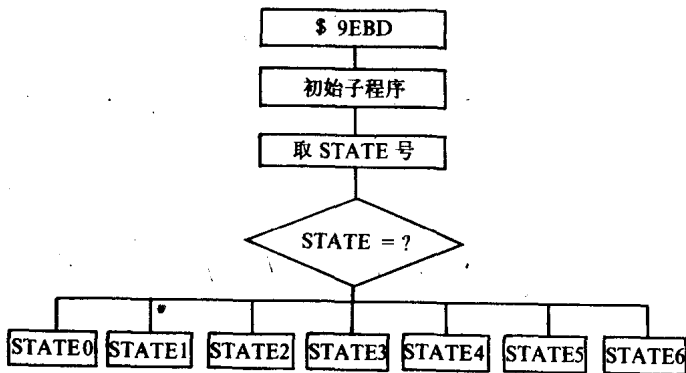 $ 9EBD
初始子程序
取 STATE 号
STATE = ?
STATE0 STATE1 STATE2 STATE3 STATE4 STATE5 STATE6